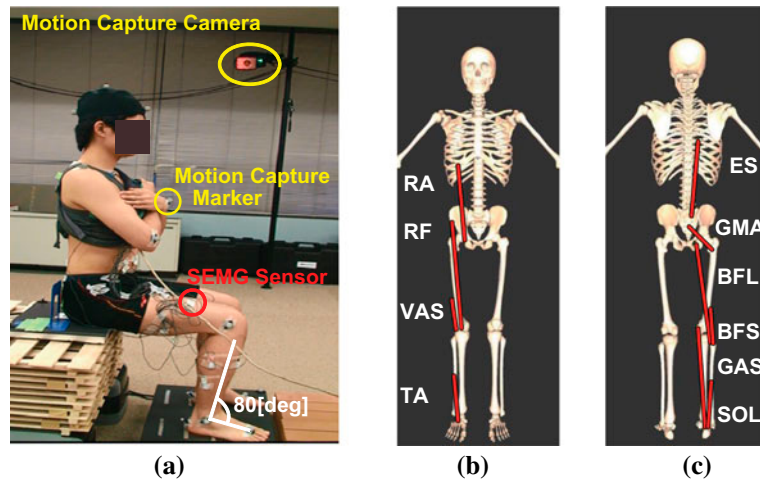 Motion Capture Camera
Motion Capture
Marker
SEMG Sensor
80[deg]
(a)
RA
RF
VAS
TA
(b)
ES
GMA
BFL
BFS
GAS
SOL
(c)